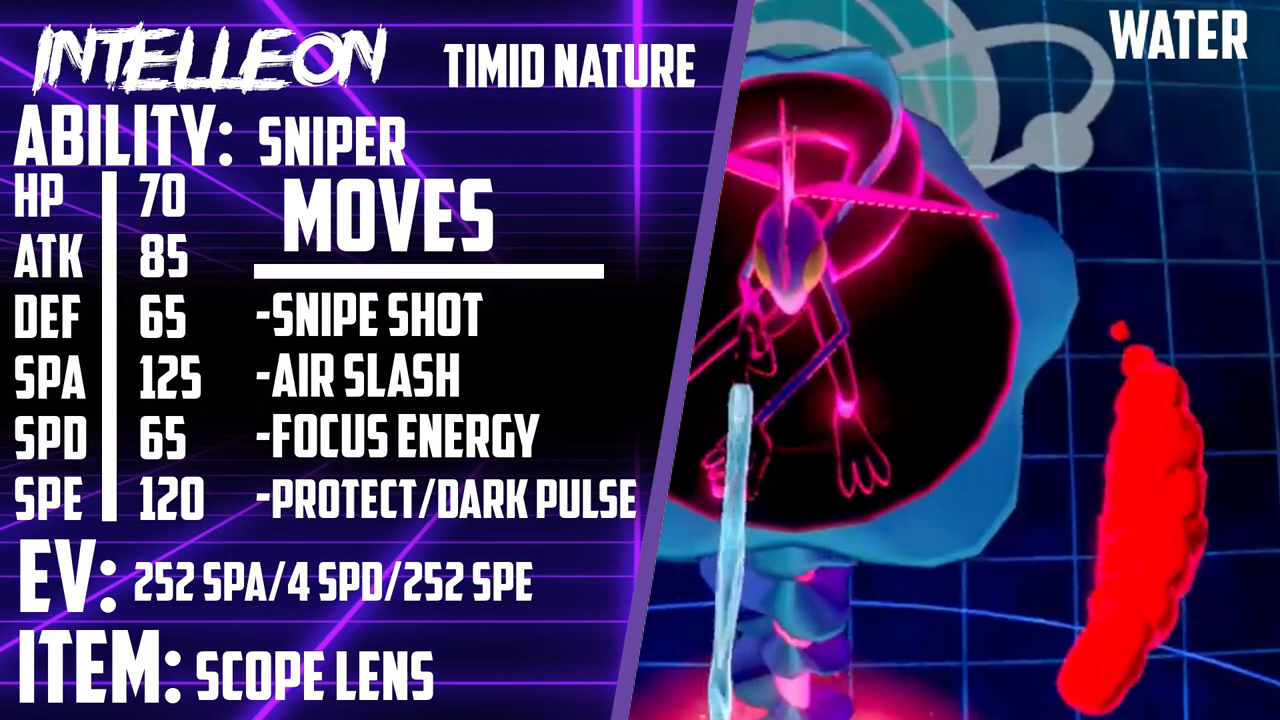 INTELLEON
TIMID NATURE
WATER
ABILITY: SNIPER
HP 70
ATK 85
DEF 65
SPA 125
SPD 65
SPE 120
MOVES
-SNIPE SHOT
-AIR SLASH
-FOCUS ENERGY
-PROTECT/DARK PULSE
EV: 252 SPA/4 SPD/252 SPE
ITEM: SCOPE LENS